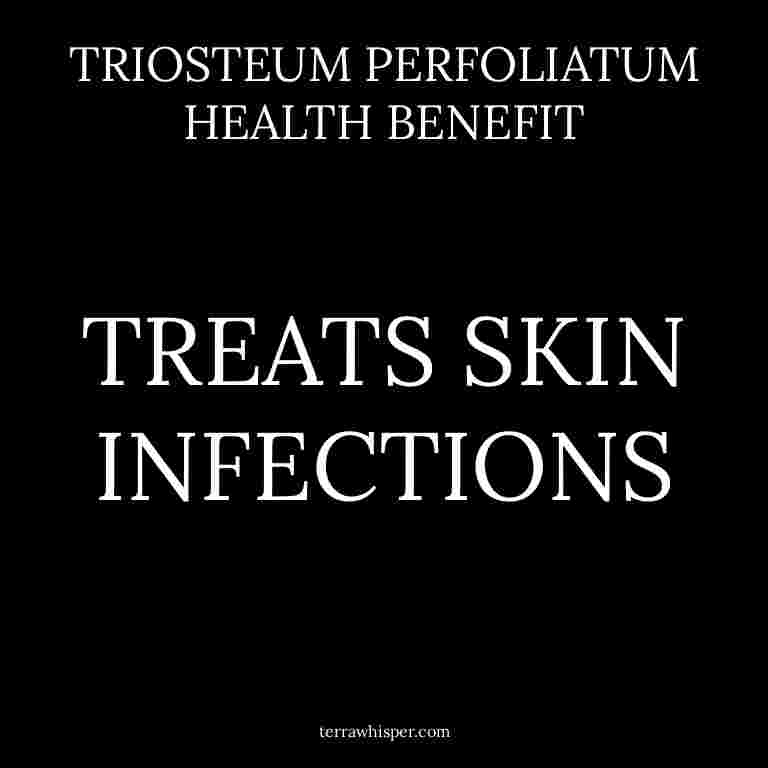 TRIOSTEUM PERFOLIATUM
HEALTH BENEFIT
TREATS SKIN
INFECTIONS
terrawhisper.com